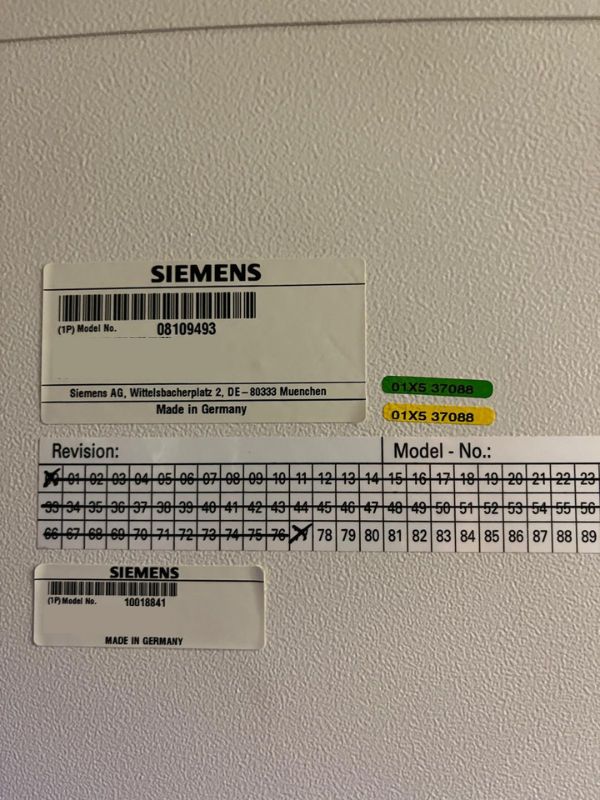 SIEMENS
(1P) Model No. 08109493
Siemens AG, Wittelsbacherplatz 2, DE-80333 Muenchen
Made in Germany
01X5 37088
01X5 37088
Revision: Model - No.:
01 02 03 04 05 06 07 08 09 10 11 12 13 14 15 16 17 18 19 20 21 22 23
33 34 35 36 37 38 39 40 41 42 43 44 45 46 47 48 49 50 51 52 53 54 55 56
66 67 68 69 70 71 72 73 74 75 76 78 79 80 81 82 83 84 85 86 87 88 89
SIEMENS
(1P) Model No. 10018841
MADE IN GERMANY